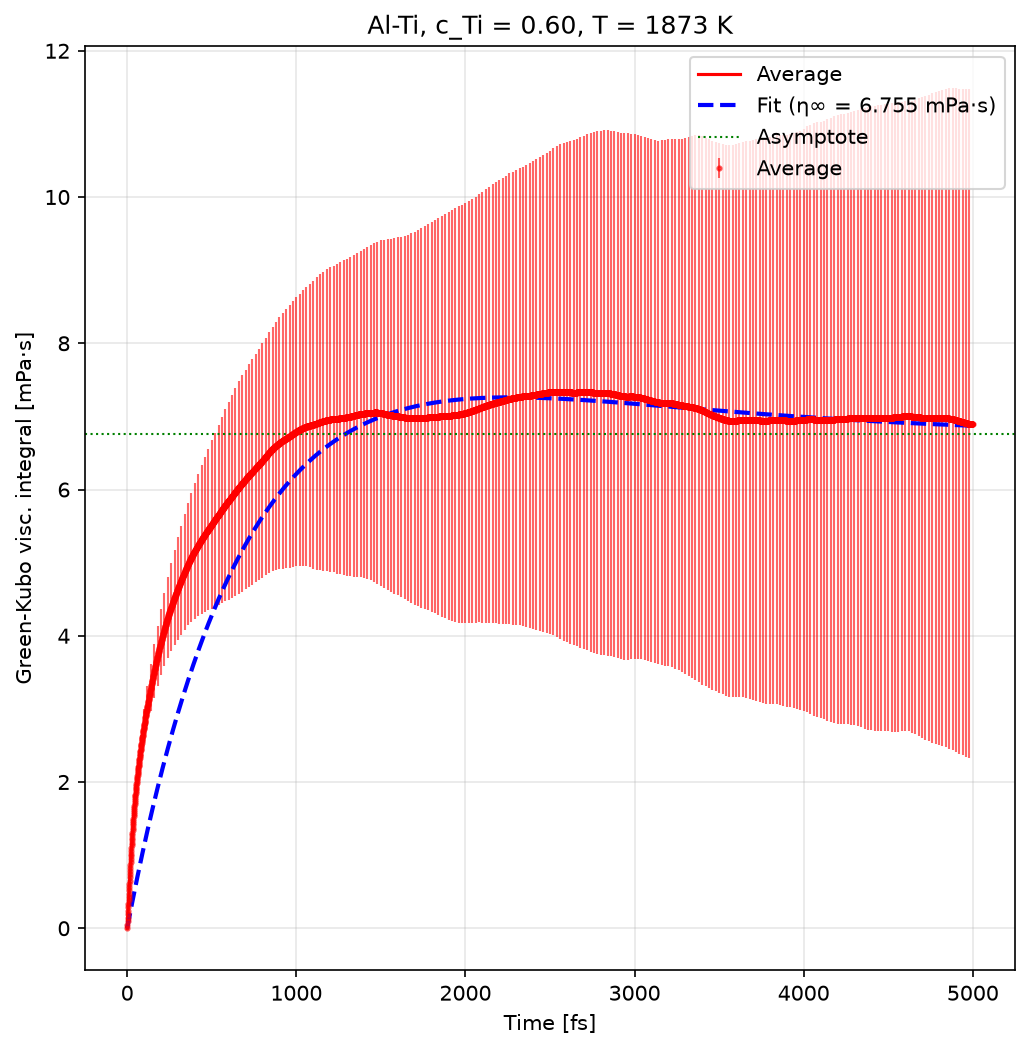 Al-Ti, c_Ti = 0.60, T = 1873 K
Average
Fit (η∞ = 6.755 mPa·s)
Asymptote
Average
Green-Kubo visc. integral [mPa·s]
12
10
8
6
4
2
0
0 1000 2000 3000 4000 5000
Time [fs]